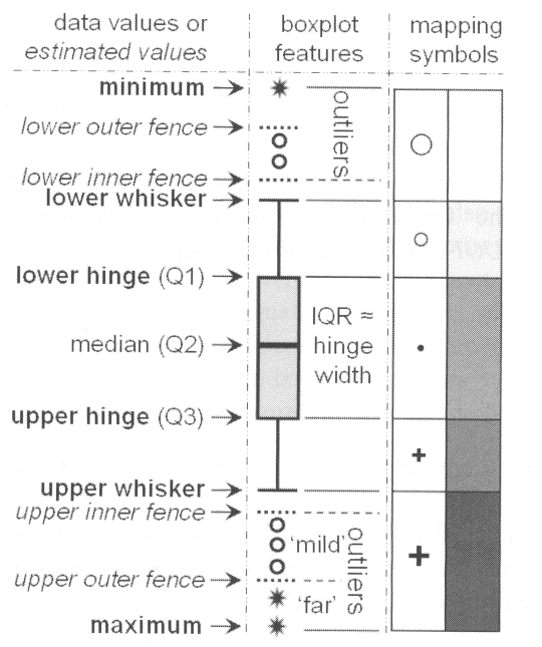 data values or
estimated values
boxplot
features
mapping
symbols
minimum
lower outer fence
lower inner fence
lower whisker
lower hinge (Q1)
median (Q2)
upper hinge (Q3)
upper whisker
upper inner fence
upper outer fence
maximum
outliers
IQR ≈
hinge
width
'mild'
'far'
outliers